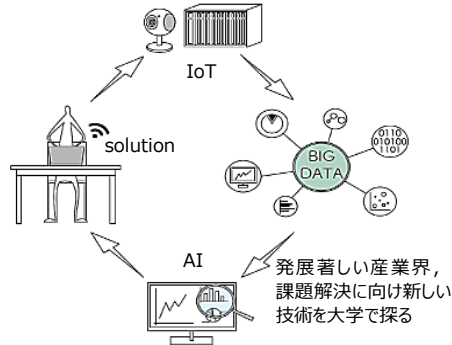 IoT
solution
0110
010100
1101
BIG
DATA
AI
発展著しい産業界，
課題解決に向け新しい
技術を大学で探る